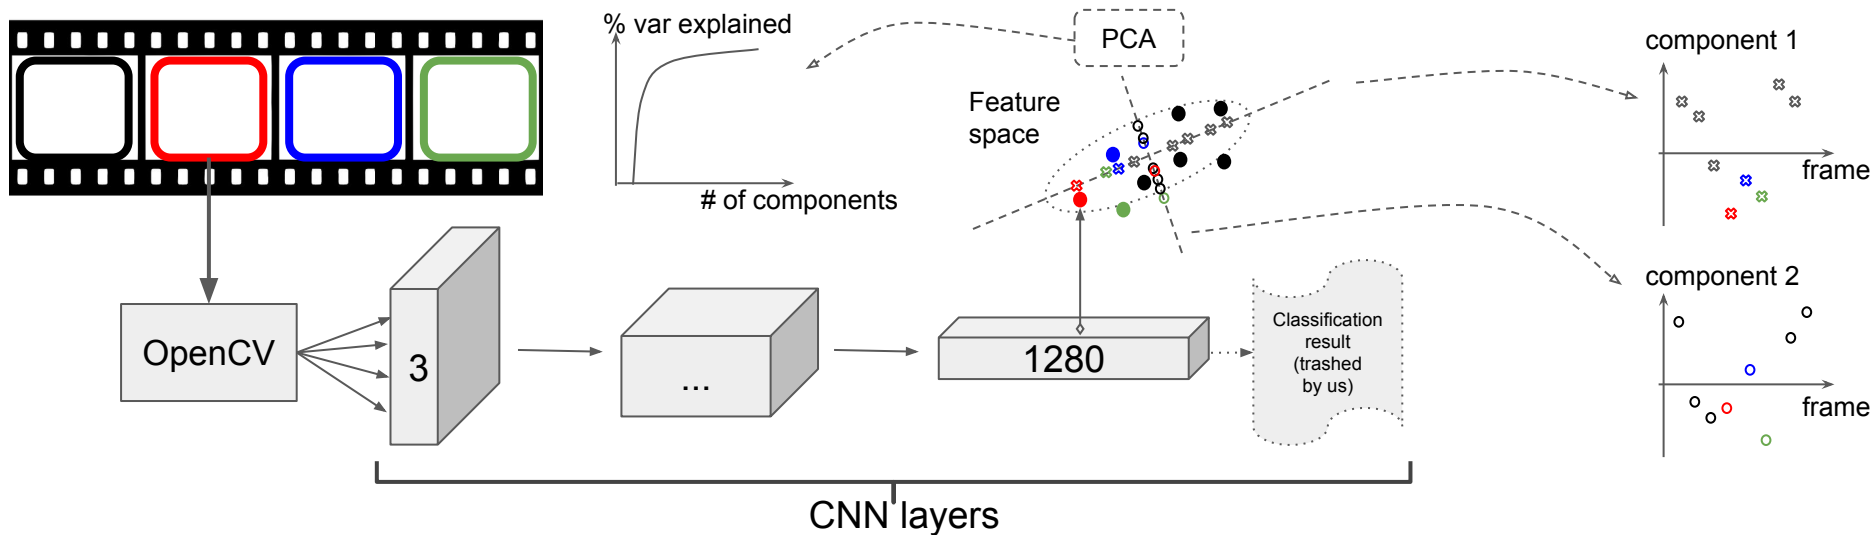 % var explained
# of components
PCA
Feature
space
component 1
frame
component 2
frame
OpenCV
3
...
1280
Classification
result
(trashed
by us)
CNN layers